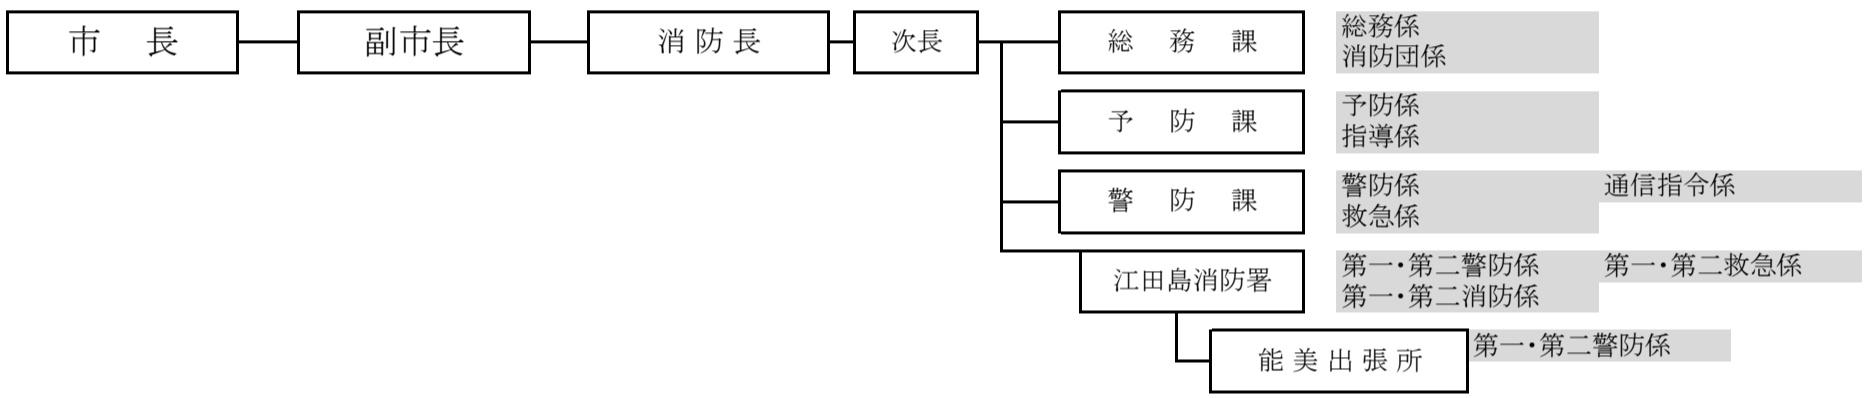 市長 副市長 消防長 次長 総務課 総務係
消防団係
予防課 予防係
指導係
警防課 警防係 通信指令係
救急係
江田島消防署 第一・第二警防係 第一・第二救急係
第一・第二消防係
能美出張所 第一・第二警防係